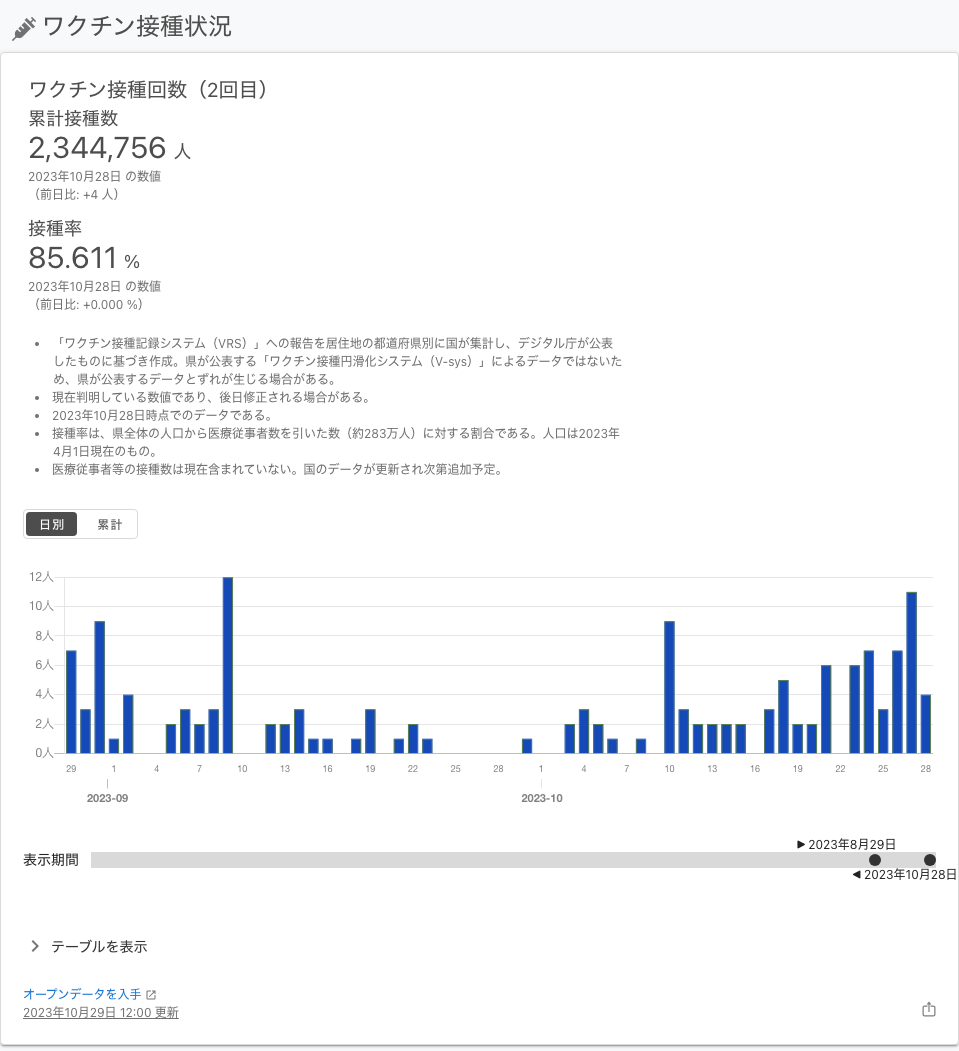 ワクチン接種状況
ワクチン接種回数（2回目）
累計接種数
2,344,756 人
2023年10月28日 の数値
（前日比: +4 人）
接種率
85.611 %
2023年10月28日 の数値
（前日比: +0.000 %）
• 「ワクチン接種記録システム（VRS）」への報告を居住地の都道府県別に国が集計し、デジタル庁が公表
したものに基づき作成。県が公表する「ワクチン接種円滑化システム（V-sys）」によるデータではないた
め、県が公表するデータとずれが生じる場合がある。
• 現在判明している数値であり、後日修正される場合がある。
• 2023年10月28日時点でのデータである。
• 接種率は、県全体の人口から医療従事者数を引いた数（約283万人）に対する割合である。人口は2023年
4月1日現在のもの。
• 医療従事者等の接種数は現在含まれていない。国のデータが更新され次第追加予定。
日別 累計
12人
10人
8人
6人
4人
2人
0人
29 1 4 7 10 13 16 19 22 25 28 1 4 7 10 13 16 19 22 25 28
2023-09 2023-10
▶ 2023年8月29日
表示期間
◀ 2023年10月28日
テーブルを表示
オープンデータを入手
2023年10月29日 12:00 更新